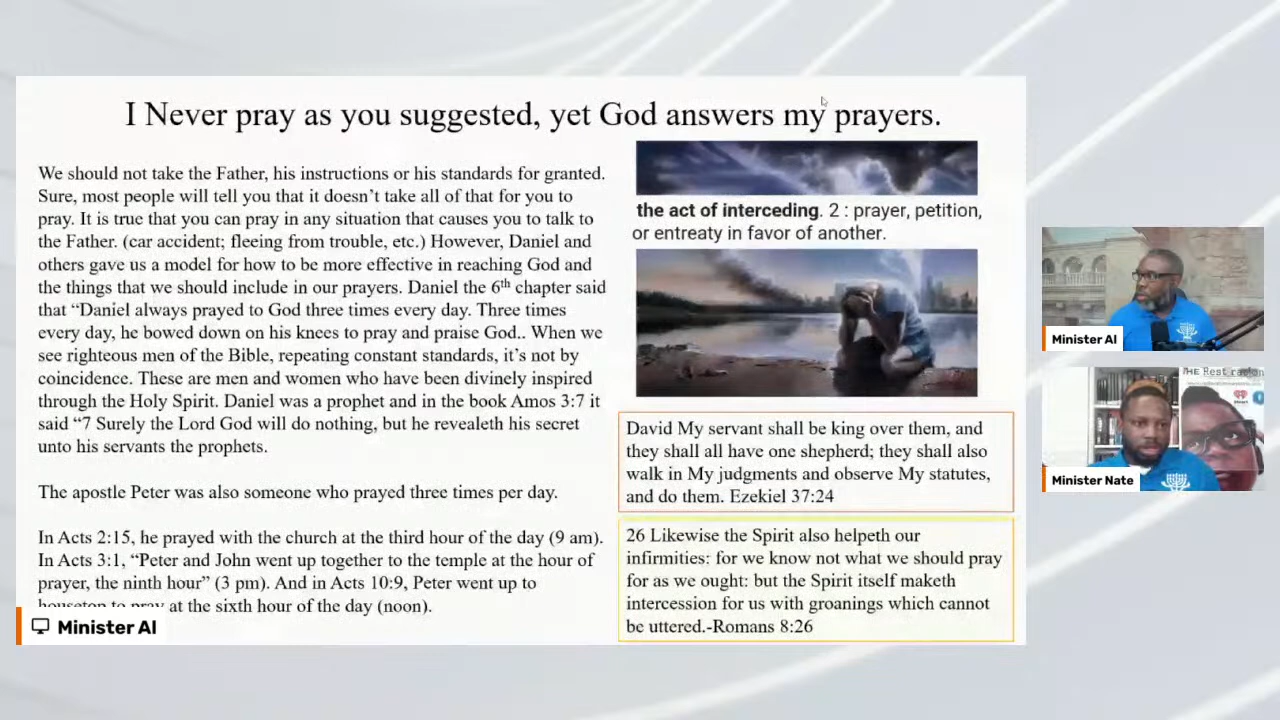 I Never pray as you suggested, yet God answers my prayers.
We should not take the Father, his instructions or his standards for granted.
Sure, most people will tell you that it doesn’t take all of that for you to
pray. It is true that you can pray in any situation that causes you to talk to
the Father. (car accident; fleeing from trouble, etc.) However, Daniel and
others gave us a model for how to be more effective in reaching God and
the things that we should include in our prayers. Daniel the 6th chapter said
that “Daniel always prayed to God three times every day. Three times
every day, he bowed down on his knees to pray and praise God.. When we
see righteous men of the Bible, repeating constant standards, it’s not by
coincidence. These are men and women who have been divinely inspired
through the Holy Spirit. Daniel was a prophet and in the book Amos 3:7 it
said “7 Surely the Lord God will do nothing, but he revealeth his secret
unto his servants the prophets.
The apostle Peter was also someone who prayed three times per day.
In Acts 2:15, he prayed with the church at the third hour of the day (9 am).
In Acts 3:1, “Peter and John went up together to the temple at the hour of
prayer, the ninth hour” (3 pm). And in Acts 10:9, Peter went up to
housetop to pray at the sixth hour of the day (noon).
the act of interceding. 2 : prayer, petition,
or entreaty in favor of another.
David My servant shall be king over them, and
they shall all have one shepherd; they shall also
walk in My judgments and observe My statutes,
and do them. Ezekiel 37:24
26 Likewise the Spirit also helpeth our
infirmities: for we know not what we should pray
for as we ought: but the Spirit itself maketh
intercession for us with groanings which cannot
be uttered.-Romans 8:26
Minister AI
Minister AI
THE Restoration
iHeart
Minister Nate